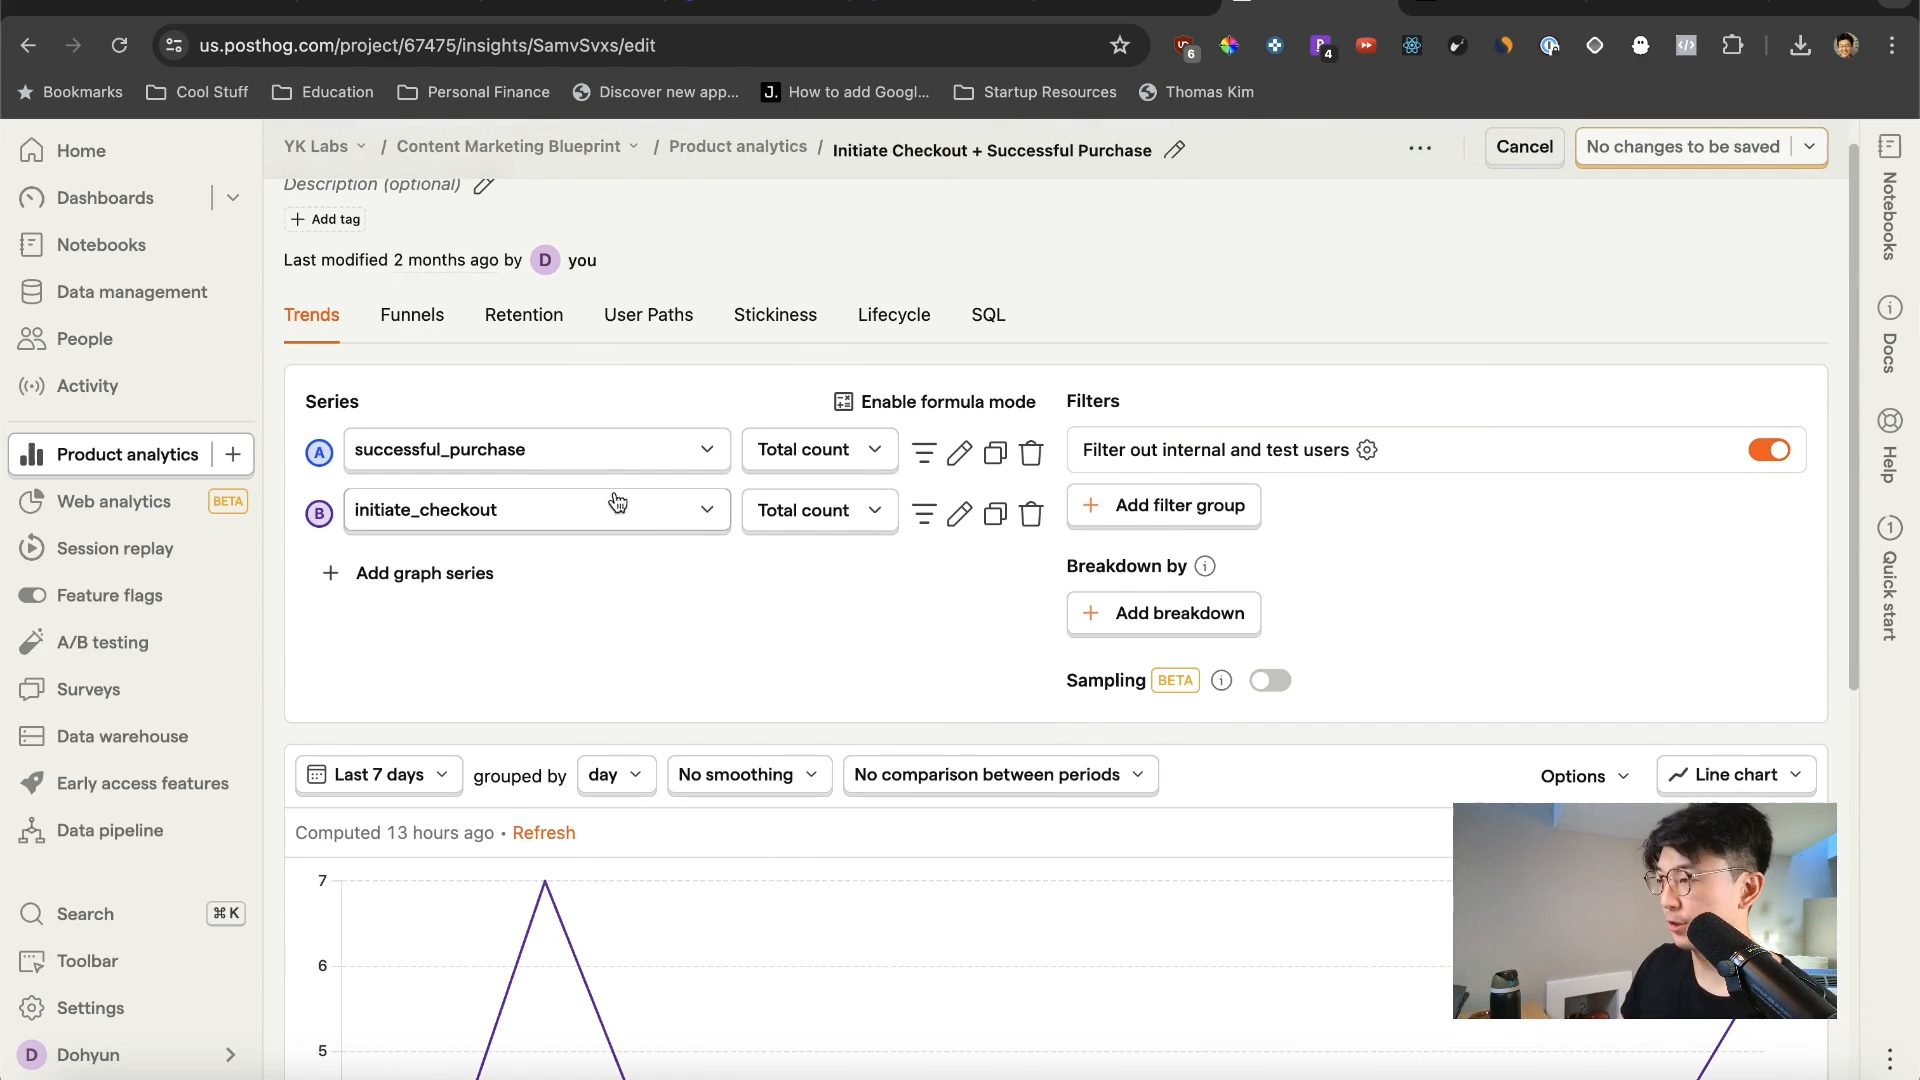 us.posthog.com/project/67475/insights/SamvSvxs/edit
6
4
Bookmarks
Cool Stuff
Education
Personal Finance
Discover new app...
J.
How to add Googl...
Startup Resources
Thomas Kim
Home
Dashboards
Notebooks
Data management
People
Activity
Product analytics
Web analytics BETA
Session replay
Feature flags
A/B testing
Surveys
Data warehouse
Early access features
Data pipeline
Search ⌘ K
Toolbar
Settings
D Dohyun
YK Labs / Content Marketing Blueprint / Product analytics / Initiate Checkout + Successful Purchase
Cancel
No changes to be saved
Description (optional)
+ Add tag
Last modified 2 months ago by D you
Trends
Funnels
Retention
User Paths
Stickiness
Lifecycle
SQL
Series
Enable formula mode
A successful_purchase Total count
B initiate_checkout Total count
+ Add graph series
Filters
Filter out internal and test users
+ Add filter group
Breakdown by
+ Add breakdown
Sampling BETA
Last 7 days grouped by day No smoothing No comparison between periods
Options
Line chart
Computed 13 hours ago • Refresh
7
6
5
Notebooks
Docs
Help
1
Quick start